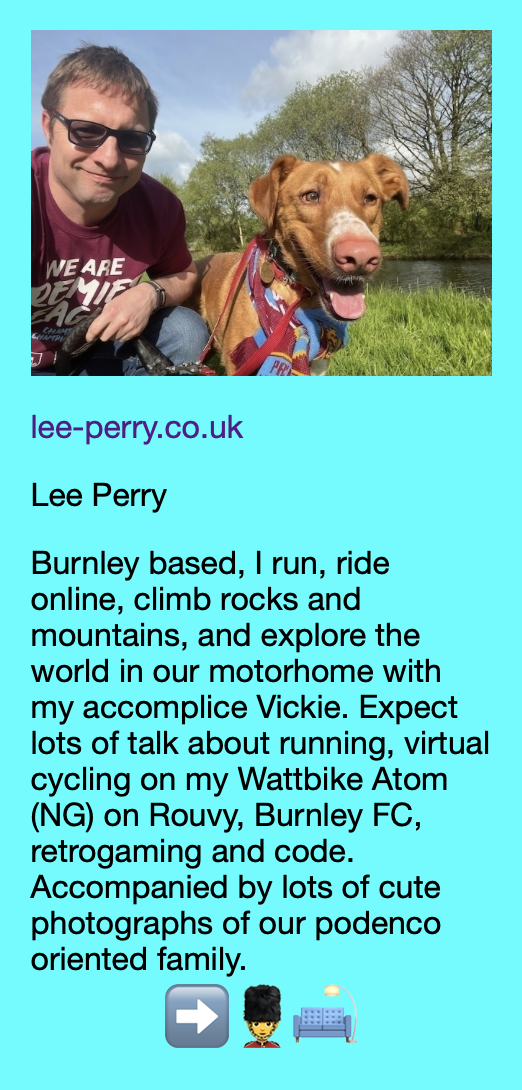 WE ARE
lee-perry.co.uk
Lee Perry
Burnley based, I run, ride
online, climb rocks and
mountains, and explore the
world in our motorhome with
my accomplice Vickie. Expect
lots of talk about running, virtual
cycling on my Wattbike Atom
(NG) on Rouvy, Burnley FC,
retrogaming and code.
Accompanied by lots of cute
photographs of our podenco
oriented family.